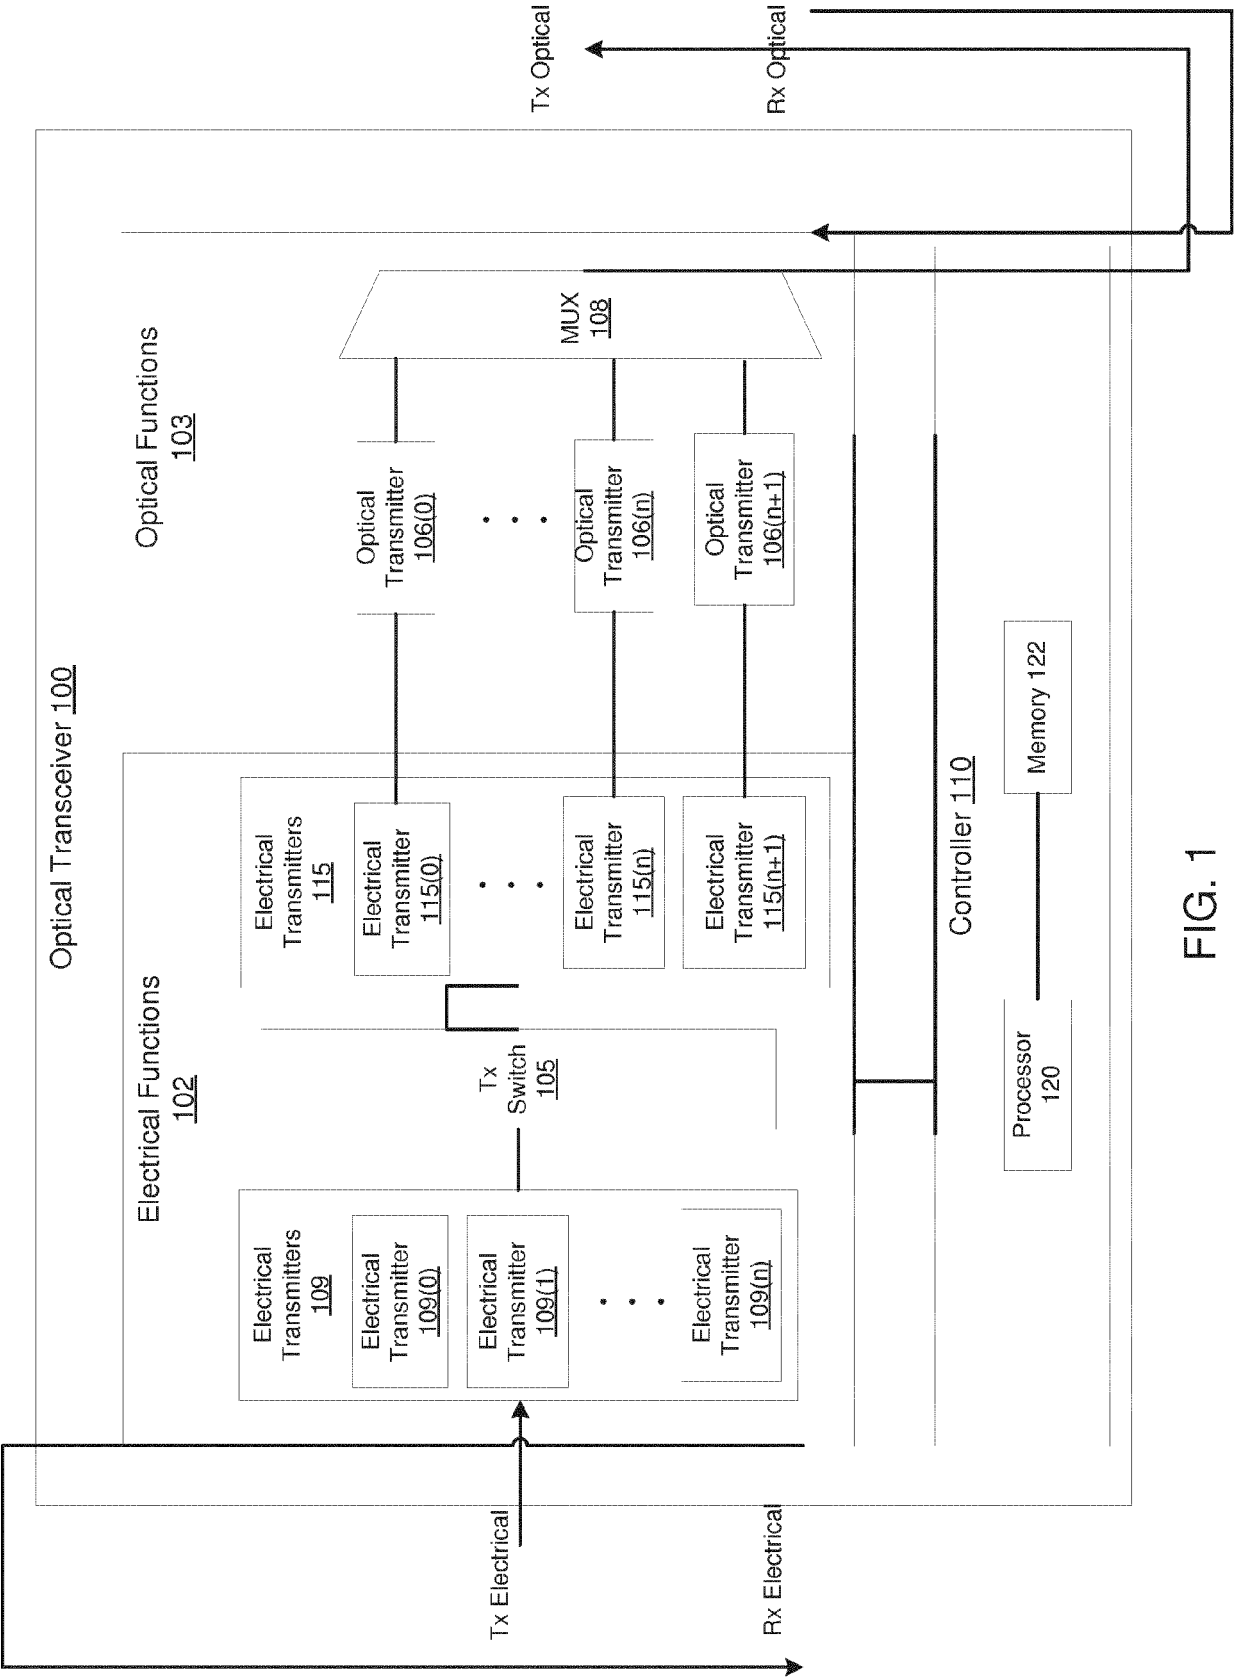 Optical Transceiver 100
Electrical Functions
102
Optical Functions
103
Electrical
Transmitters
109
Electrical
Transmitter
109(0)
Electrical
Transmitter
109(1)
Electrical
Transmitter
109(n)
Tx
Switch
105
Electrical
Transmitters
115
Electrical
Transmitter
115(0)
Electrical
Transmitter
115(n)
Electrical
Transmitter
115(n+1)
Optical
Transmitter
106(0)
Optical
Transmitter
106(n)
Optical
Transmitter
106(n+1)
MUX
108
Tx Electrical
Rx Electrical
Tx Optical
Rx Optical
Controller 110
Processor
120
Memory 122
FIG. 1